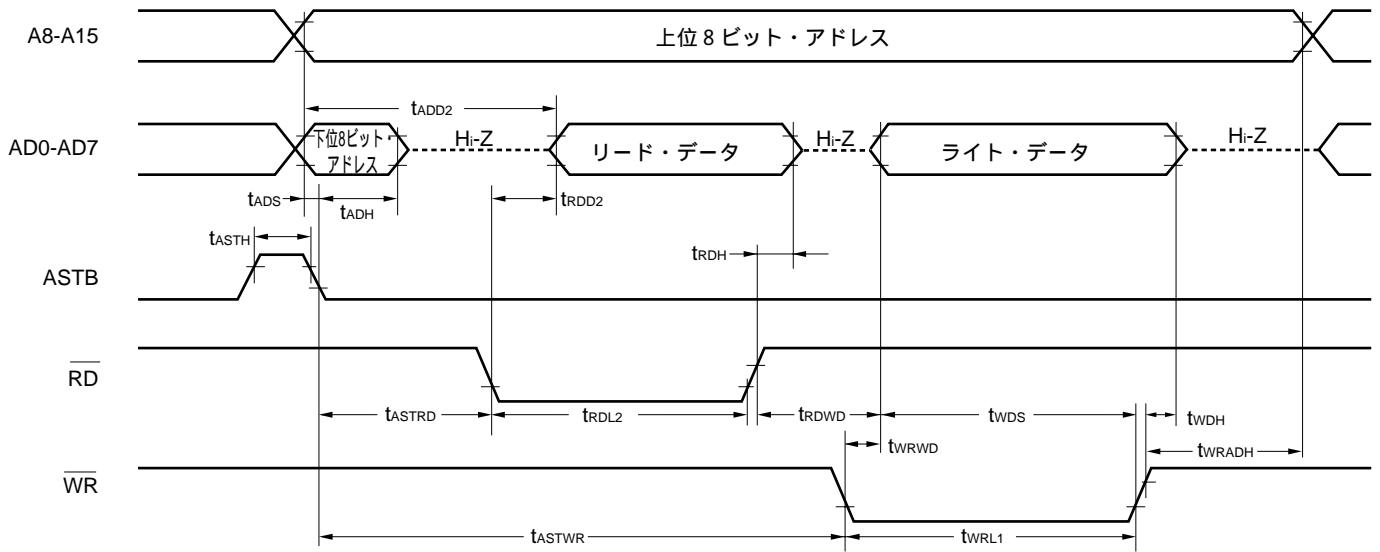 A8-A15
上位8ビット・アドレス
tADD2
AD0-AD7
下位8ビット・
アドレス
Hi-Z
リード・データ
Hi-Z
ライト・データ
Hi-Z
tADS
tADH
tRDD2
tASTH
tRDH
ASTB
RD
tASTRD
tRDL2
tRDWD
tWDS
tWDH
tWRWD
tWRADH
WR
tASTWR
tWRL1